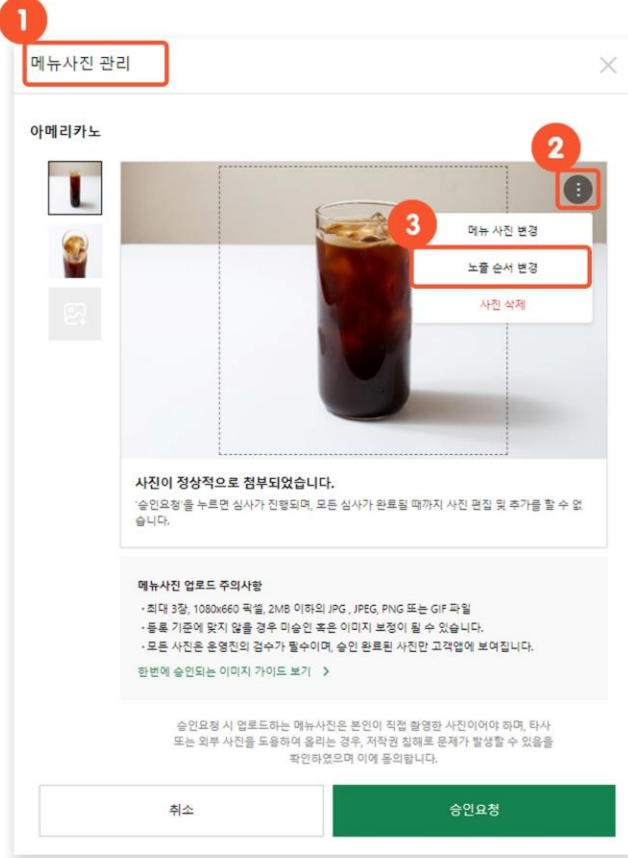 1
메뉴사진 관리
아메리카노
2
3
메뉴 사진 변경
노출 순서 변경
사진 삭제
사진이 정상적으로 첨부되었습니다.
'승인요청'을 누르면 심사가 진행되며, 모든 심사가 완료될 때까지 사진 편집 및 추가를 할 수 없
습니다.
메뉴사진 업로드 주의사항
· 최대 3장, 1080x660 픽셀, 2MB 이하의 JPG , JPEG, PNG 또는 GIF 파일
· 등록 기준에 맞지 않을 경우 미승인 혹은 이미지 보정이 될 수 있습니다.
· 모든 사진은 운영진의 검수가 필수이며, 승인 완료된 사진만 고객앱에 보여집니다.
한번에 승인되는 이미지 가이드 보기 >
승인요청 시 업로드하는 메뉴사진은 본인이 직접 촬영한 사진이어야 하며, 타사
또는 외부 사진을 도용하여 올리는 경우, 저작권 침해로 문제가 발생할 수 있음을
확인하였으며 이에 동의합니다.
취소
승인요청